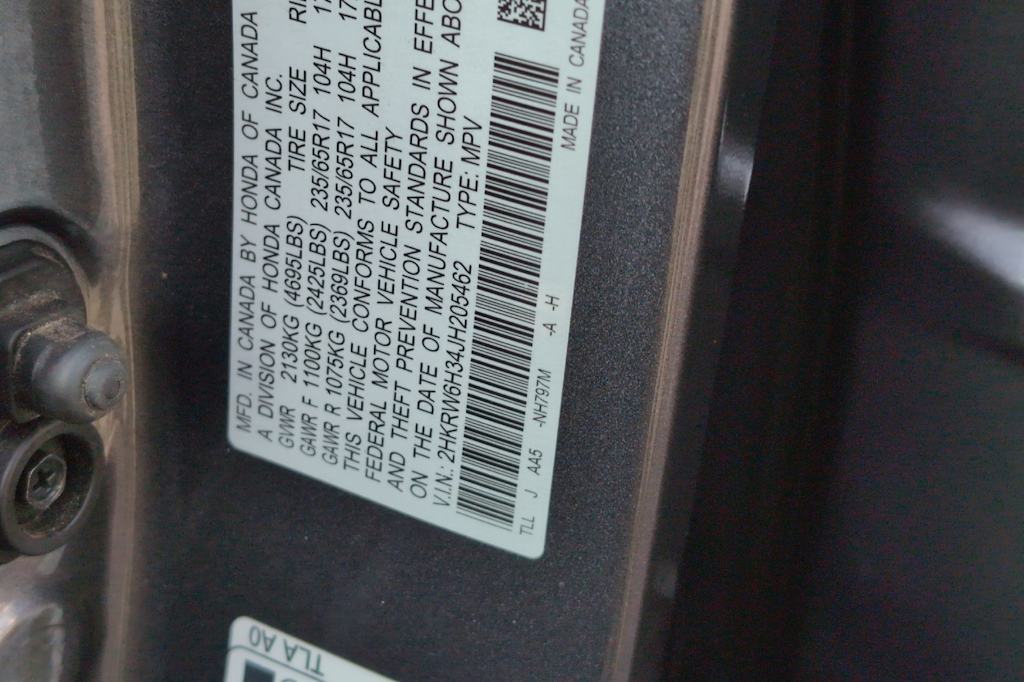 MFD. IN CANADA BY HONDA OF CANADA
A DIVISION OF HONDA CANADA INC.
GVWR 2130KG (4695LBS) TIRE SIZE
GAWR F 1100KG (2425LBS) 235/65R17 104H
GAWR R 1075KG (2369LBS) 235/65R17 104H
THIS VEHICLE CONFORMS TO ALL APPLICABLE
FEDERAL MOTOR VEHICLE SAFETY
AND THEFT PREVENTION STANDARDS IN EFFE
ON THE DATE OF MANUFACTURE SHOWN ABO
V.I.N.: 2HKRW6H34JH205462 TYPE: MPV
MADE IN CANADA
TLL J AA5 -NH797M -A -H
TLA A0